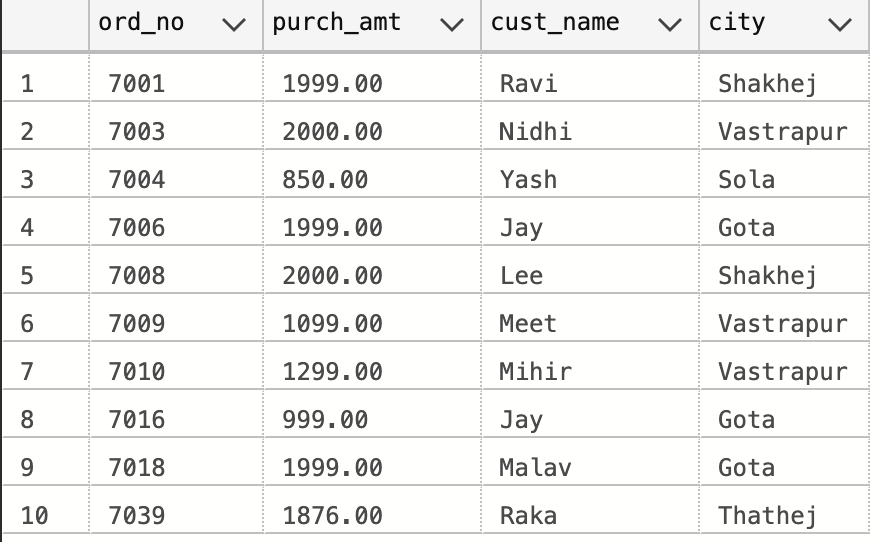 ord_no purch_amt cust_name city
1 7001 1999.00 Ravi Shakhej
2 7003 2000.00 Nidhi Vastrapur
3 7004 850.00 Yash Sola
4 7006 1999.00 Jay Gota
5 7008 2000.00 Lee Shakhej
6 7009 1099.00 Meet Vastrapur
7 7010 1299.00 Mihir Vastrapur
8 7016 999.00 Jay Gota
9 7018 1999.00 Malav Gota
10 7039 1876.00 Raka Thathej